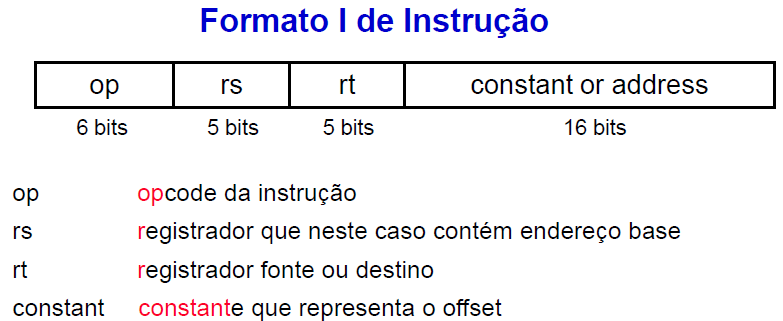 Formato I de Instrução
op rs rt constant or address
6 bits 5 bits 5 bits 16 bits
op opcode da instrução
rs registrador que neste caso contém endereço base
rt registrador fonte ou destino
constant constante que representa o offset